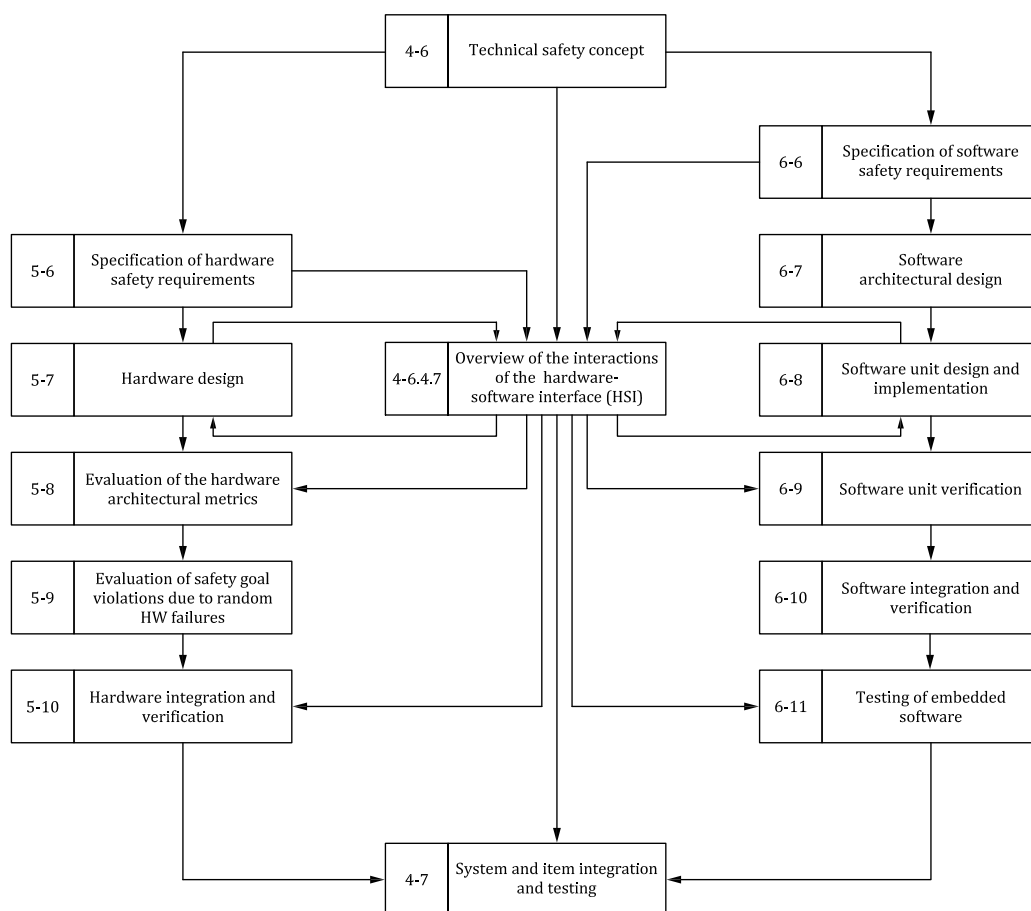 4-6
Technical safety concept
6-6
Specification of software
safety requirements
5-6
Specification of hardware
safety requirements
6-7
Software
architectural design
5-7
Hardware design
4-6.4.7
Overview of the interactions
of the hardware-
software interface (HSI)
6-8
Software unit design and
implementation
5-8
Evaluation of the hardware
architectural metrics
6-9
Software unit verification
5-9
Evaluation of safety goal
violations due to random
HW failures
6-10
Software integration and
verification
5-10
Hardware integration and
verification
6-11
Testing of embedded
software
4-7
System and item integration
and testing